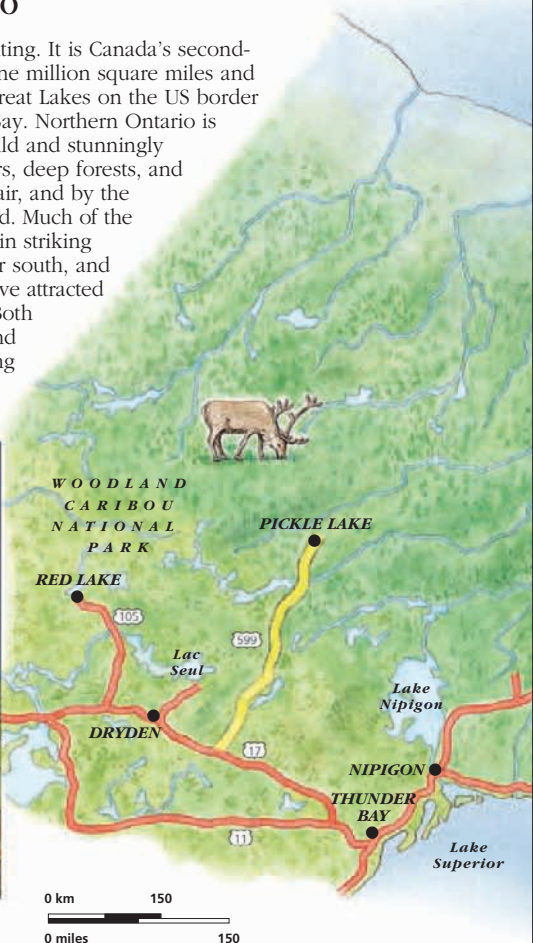 O
ting. It is Canada's second-
ne million square miles and
reat Lakes on the US border
Bay. Northern Ontario is
ld and stunningly
rs, deep forests, and
air, and by the
d. Much of the
in striking
r south, and
ve attracted
Both
nd
ng
WOODLAND
CARIBOU
NATIONAL
PARK
PICKLE LAKE
RED LAKE
105
599
Lac
Seul
Lake
Nipigon
DRYDEN
17
NIPIGON
THUNDER
BAY
11
Lake
Superior
0 km 150
0 miles 150